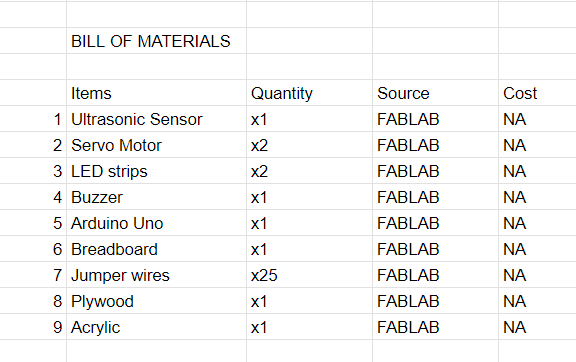 BILL OF MATERIALS
Items Quantity Source Cost
1 Ultrasonic Sensor x1 FABLAB NA
2 Servo Motor x2 FABLAB NA
3 LED strips x2 FABLAB NA
4 Buzzer x1 FABLAB NA
5 Arduino Uno x1 FABLAB NA
6 Breadboard x1 FABLAB NA
7 Jumper wires x25 FABLAB NA
8 Plywood x1 FABLAB NA
9 Acrylic x1 FABLAB NA